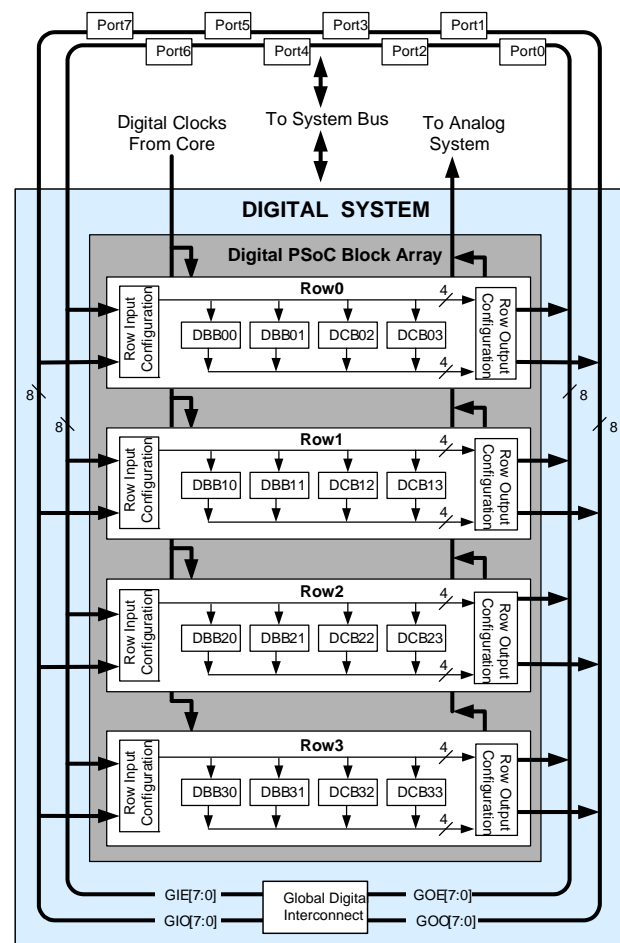 Port7
Port5
Port3
Port1
Port6
Port4
Port2
Port0
Digital Clocks
From Core
To System Bus
To Analog
System
DIGITAL SYSTEM
Digital PSoC Block Array
Row0
Row Input
Configuration
4
DBB00
DBB01
DCB02
DCB03
4
Row Output
Configuration
8
8
8
8
Row1
Row Input
Configuration
4
DBB10
DBB11
DCB12
DCB13
4
Row Output
Configuration
Row2
Row Input
Configuration
4
DBB20
DBB21
DCB22
DCB23
4
Row Output
Configuration
Row3
Row Input
Configuration
4
DBB30
DBB31
DCB32
DCB33
4
Row Output
Configuration
GIE[7:0]
GIO[7:0]
Global Digital
Interconnect
GOE[7:0]
GOO[7:0]